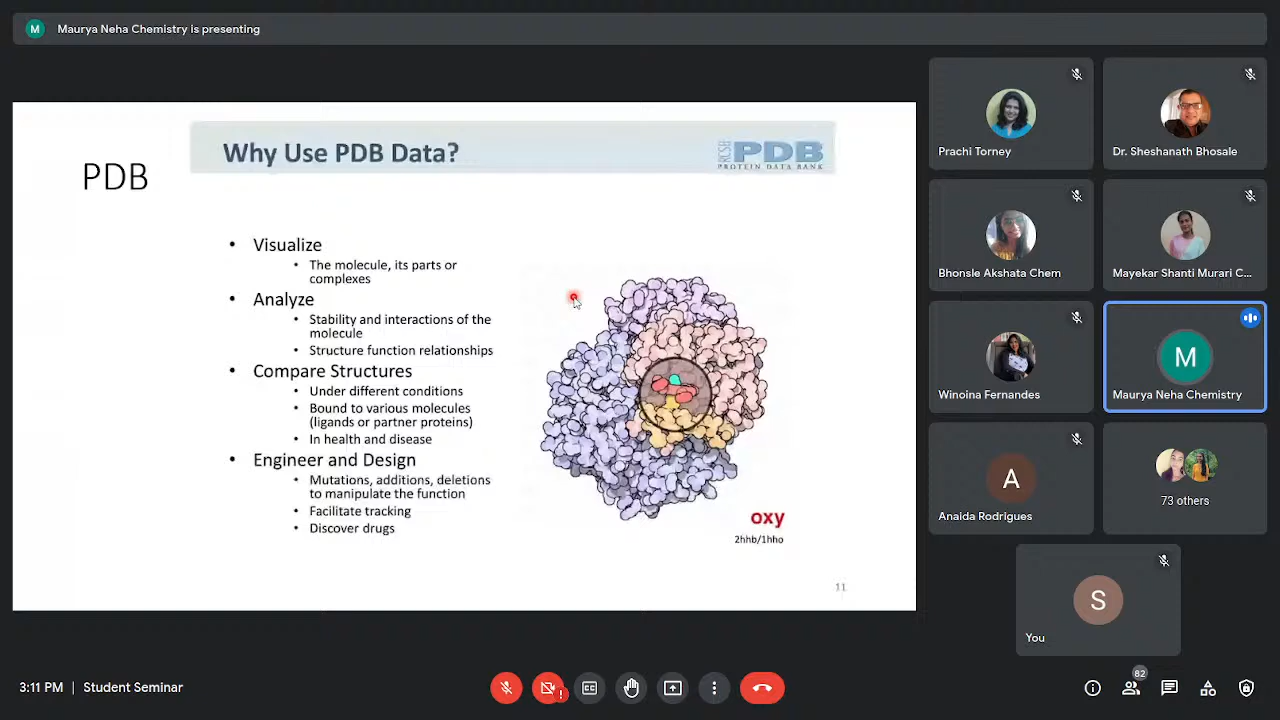 M
Maurya Neha Chemistry is presenting
PDB
Why Use PDB Data?
RCSB
PDB
PROTEIN DATA BANK
• Visualize
• The molecule, its parts or
complexes
• Analyze
• Stability and interactions of the
molecule
• Structure function relationships
• Compare Structures
• Under different conditions
• Bound to various molecules
(ligands or partner proteins)
• In health and disease
• Engineer and Design
• Mutations, additions, deletions
to manipulate the function
• Facilitate tracking
• Discover drugs
oxy
2hhb/1hho
11
Prachi Torney
Dr. Sheshanath Bhosale
Bhonsle Akshata Chem
Mayekar Shanti Murari C...
Winoina Fernandes
M
Maurya Neha Chemistry
A
Anaida Rodrigues
73 others
S
You
3:11 PM | Student Seminar
CC
!
82